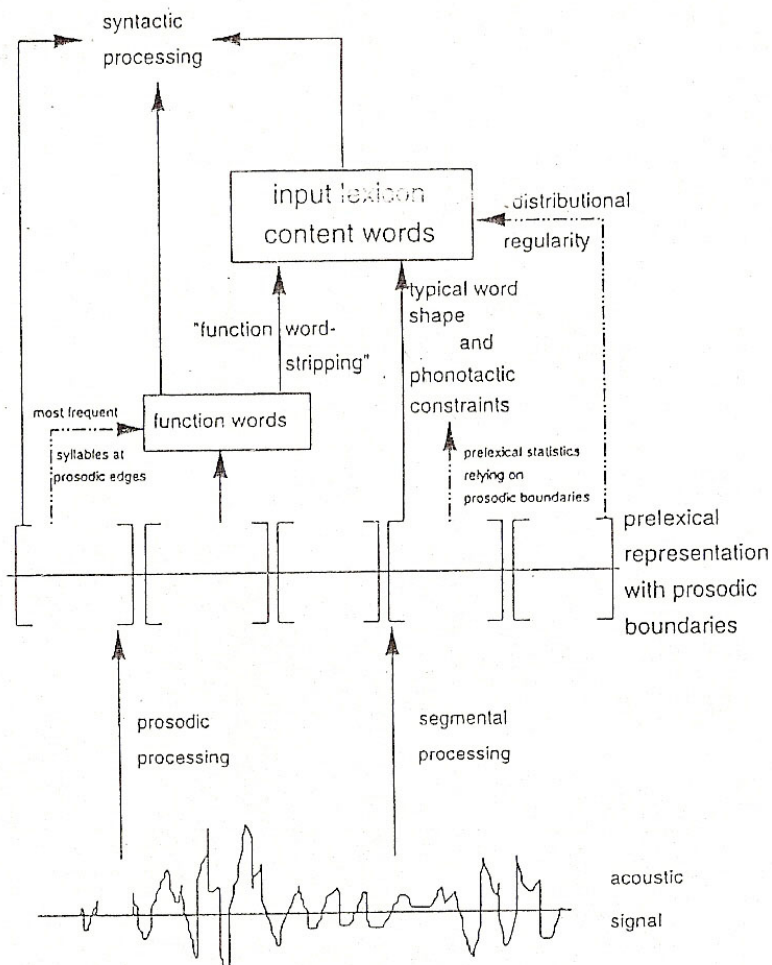 syntactic
processing
input lexicon
content words
distributional
regularity
"function word-
stripping"
typical word
shape
and
phonotactic
constraints
most frequent
syllables at
prosodic edges
function words
prelexical statistics
relying on
prosodic boundaries
prelexical
representation
with prosodic
boundaries
prosodic
processing
segmental
processing
acoustic
signal